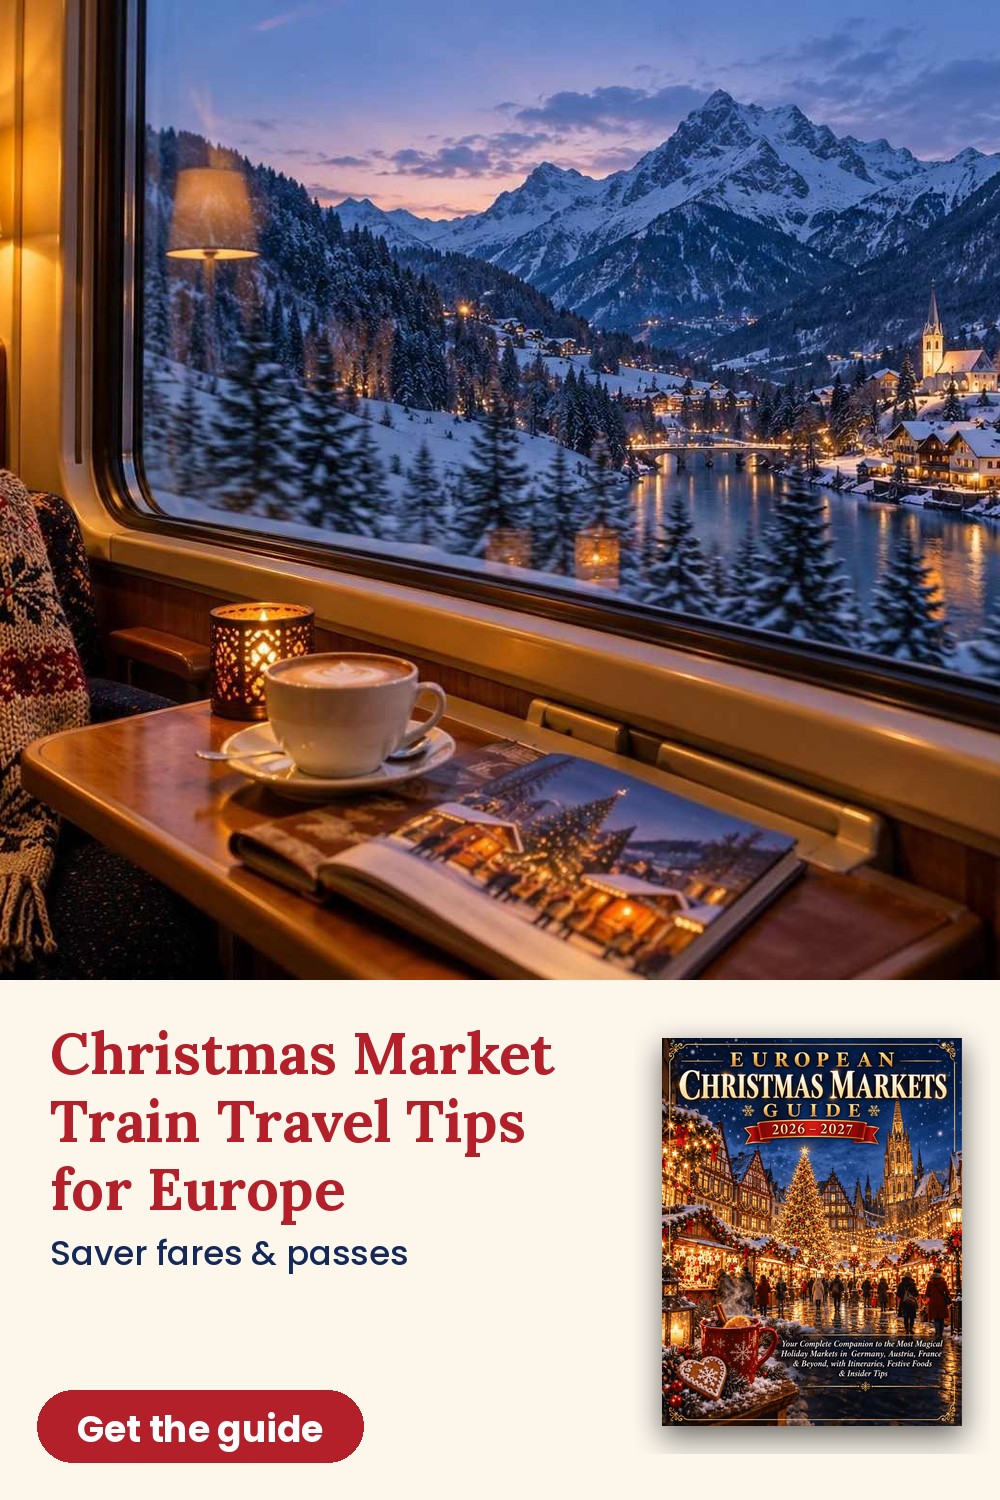 Christmas Market
Train Travel Tips
for Europe
Saver fares & passes
Get the guide
EUROPEAN
CHRISTMAS MARKETS
GUIDE
2026 – 2027
Your Complete Companion to the Most Magical
Holiday Markets in Germany, Austria, France
& Beyond, with Itineraries, Festive Foods
& Insider Tips